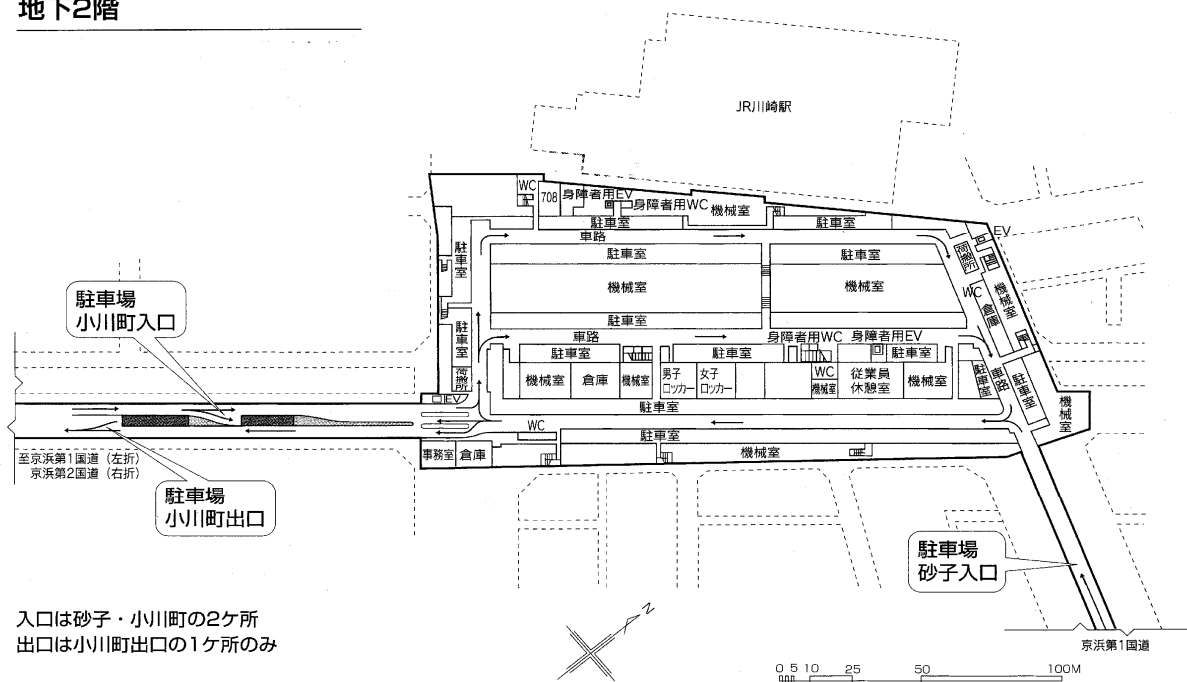 地下2階
JR川崎駅
WC
708
身障者用EV
身障者用WC
機械室
駐車室
駐車室
車路
EV
荷搬所
駐車室
駐車室
駐車室
機械室
機械室
WC
倉庫
機械室
駐車場
小川町入口
駐車室
駐車室
車路
身障者用WC
身障者用EV
駐車室
駐車室
駐車室
荷搬所
機械室
倉庫
機械室
男子
ロッカー
女子
ロッカー
WC
機械室
従業員
休憩室
機械室
駐車室
車路
駐車室
機械室
EV
駐車室
WC
駐車室
至京浜第1国道（左折）
京浜第2国道（右折）
事務室
倉庫
機械室
駐車場
小川町出口
駐車場
砂子入口
入口は砂子・小川町の2ケ所
出口は小川町出口の1ケ所のみ
N
京浜第1国道
0 5 10 25 50 100M